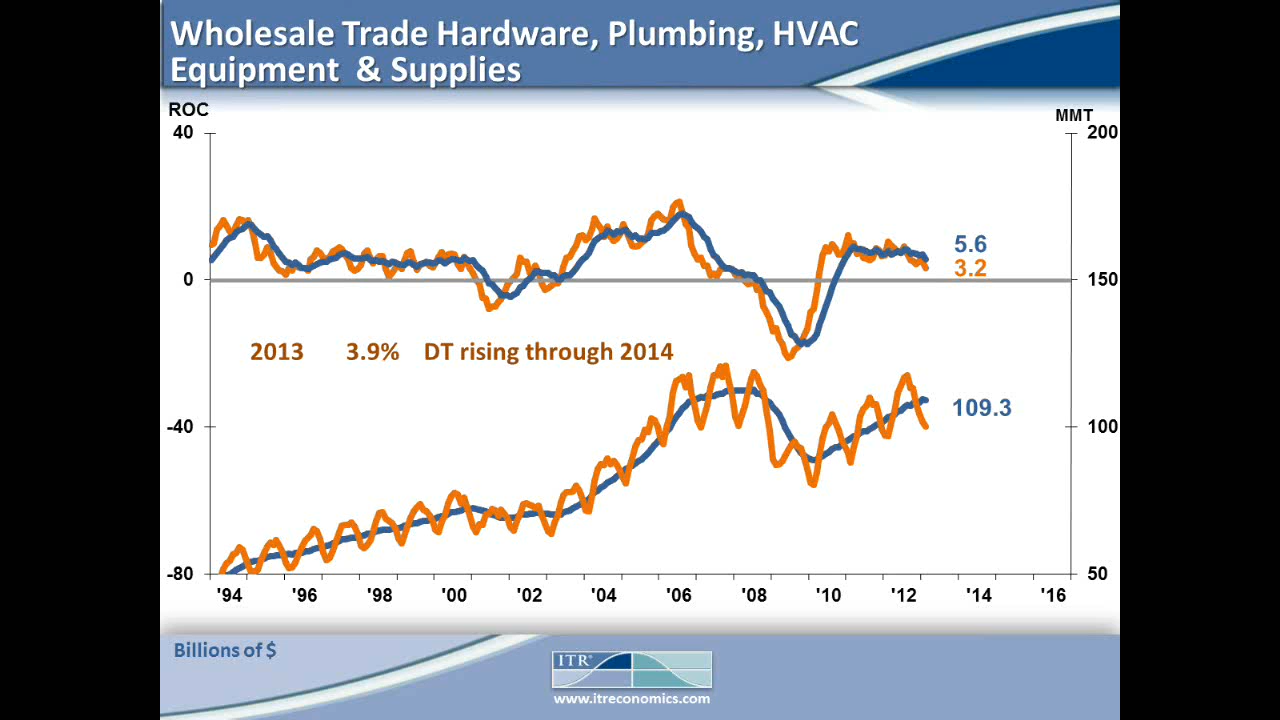 Wholesale Trade Hardware, Plumbing, HVAC
Equipment & Supplies
ROC
MMT
40
200
5.6
3.2
0
150
2013 3.9% DT rising through 2014
109.3
-40
100
-80
50
'94 '96 '98 '00 '02 '04 '06 '08 '10 '12 '14 '16
Billions of $
ITR®
www.itreconomics.com